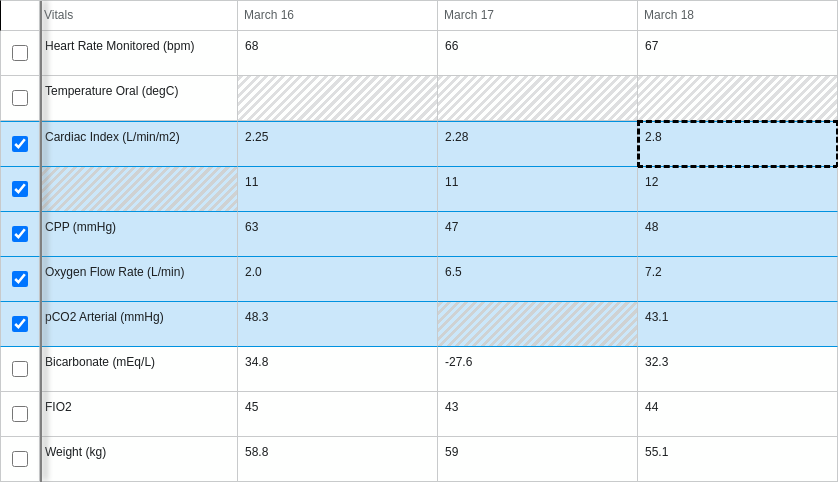 Vitals March 16 March 17 March 18
Heart Rate Monitored (bpm) 68 66 67
Temperature Oral (degC)
Cardiac Index (L/min/m2) 2.25 2.28 2.8
11 11 12
CPP (mmHg) 63 47 48
Oxygen Flow Rate (L/min) 2.0 6.5 7.2
pCO2 Arterial (mmHg) 48.3 43.1
Bicarbonate (mEq/L) 34.8 -27.6 32.3
FIO2 45 43 44
Weight (kg) 58.8 59 55.1